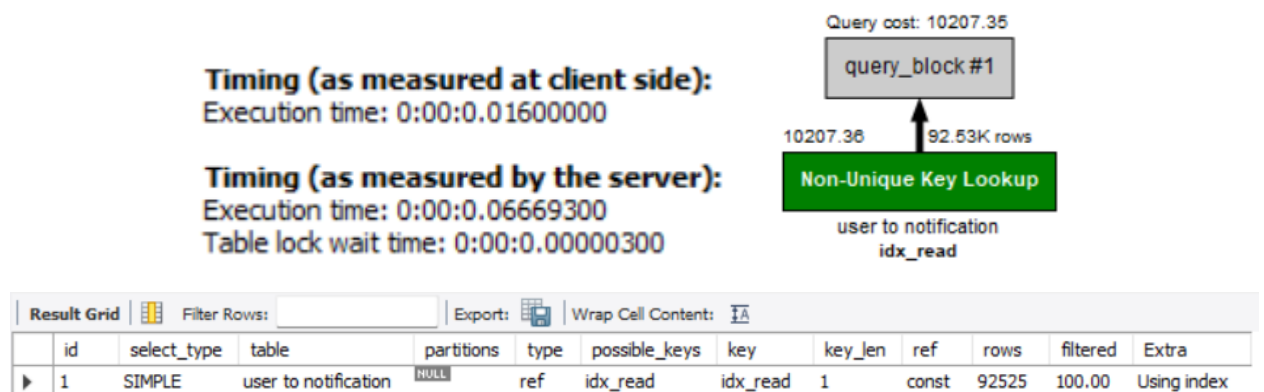 Query cost: 10207.35
query_block #1
Timing (as measured at client side):
Execution time: 0:00:0.01600000
10207.36 92.53K rows
Timing (as measured by the server):
Execution time: 0:00:0.06669300
Table lock wait time: 0:00:0.00000300
Non-Unique Key Lookup
user to notification
idx_read
Result Grid Filter Rows: Export: Wrap Cell Content: IA
id select_type table partitions type possible_keys key key_len ref rows filtered Extra
1 SIMPLE user to notification NULL ref idx_read idx_read 1 const 92525 100.00 Using index